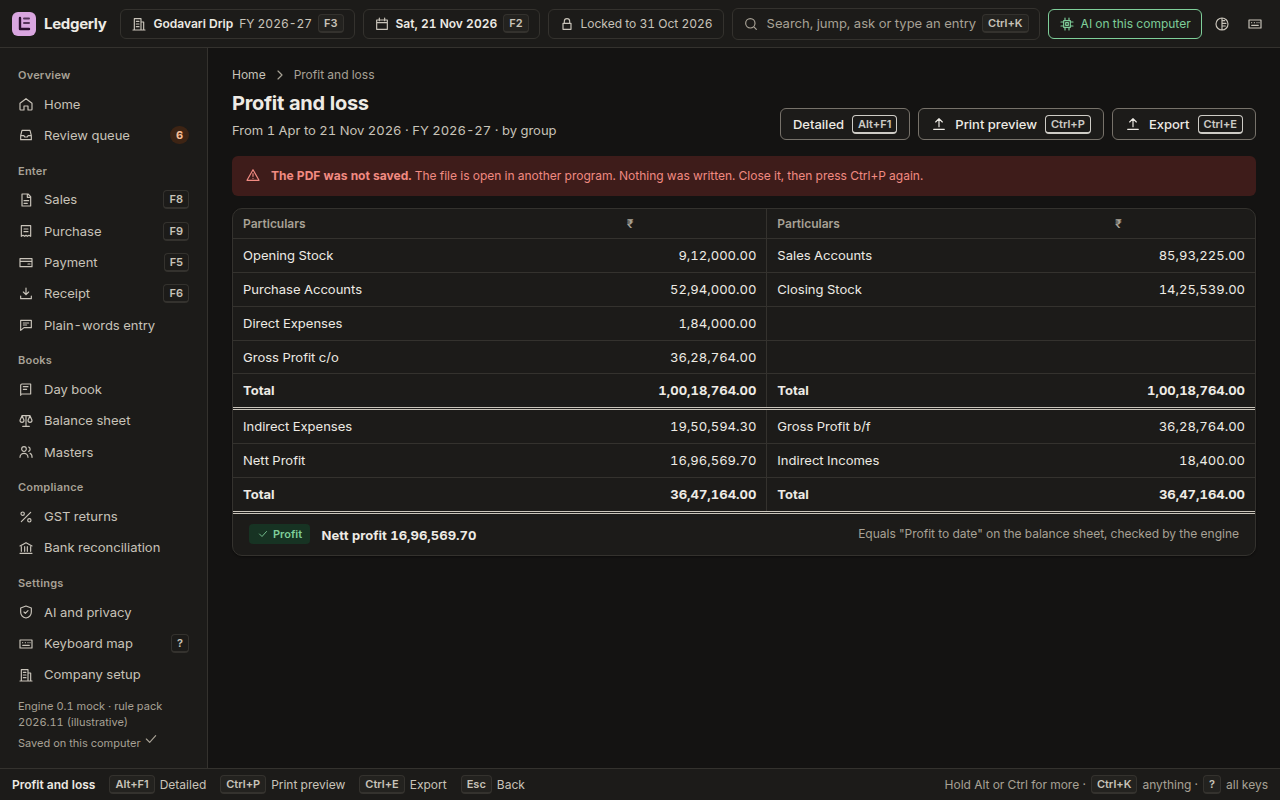 Ledgerly
Godavari Drip FY 2026-27 F3
Sat, 21 Nov 2026 F2
Locked to 31 Oct 2026
Search, jump, ask or type an entry Ctrl+K
AI on this computer
Overview
Home
Review queue 6
Enter
Sales F8
Purchase F9
Payment F5
Receipt F6
Plain-words entry
Books
Day book
Balance sheet
Masters
Compliance
GST returns
Bank reconciliation
Settings
AI and privacy
Keyboard map ?
Company setup
Engine 0.1 mock · rule pack
2026.11 (illustrative)
Saved on this computer
Home > Profit and loss
Profit and loss
From 1 Apr to 21 Nov 2026 · FY 2026-27 · by group
Detailed Alt+F1
Print preview Ctrl+P
Export Ctrl+E
The PDF was not saved. The file is open in another program. Nothing was written. Close it, then press Ctrl+P again.
Particulars ₹ Particulars ₹
Opening Stock 9,12,000.00 Sales Accounts 85,93,225.00
Purchase Accounts 52,94,000.00 Closing Stock 14,25,539.00
Direct Expenses 1,84,000.00
Gross Profit c/o 36,28,764.00
Total 1,00,18,764.00 Total 1,00,18,764.00
Indirect Expenses 19,50,594.30 Gross Profit b/f 36,28,764.00
Nett Profit 16,96,569.70 Indirect Incomes 18,400.00
Total 36,47,164.00 Total 36,47,164.00
Profit Nett profit 16,96,569.70 Equals "Profit to date" on the balance sheet, checked by the engine
Profit and loss Alt+F1 Detailed Ctrl+P Print preview Ctrl+E Export Esc Back
Hold Alt or Ctrl for more · Ctrl+K anything · ? all keys